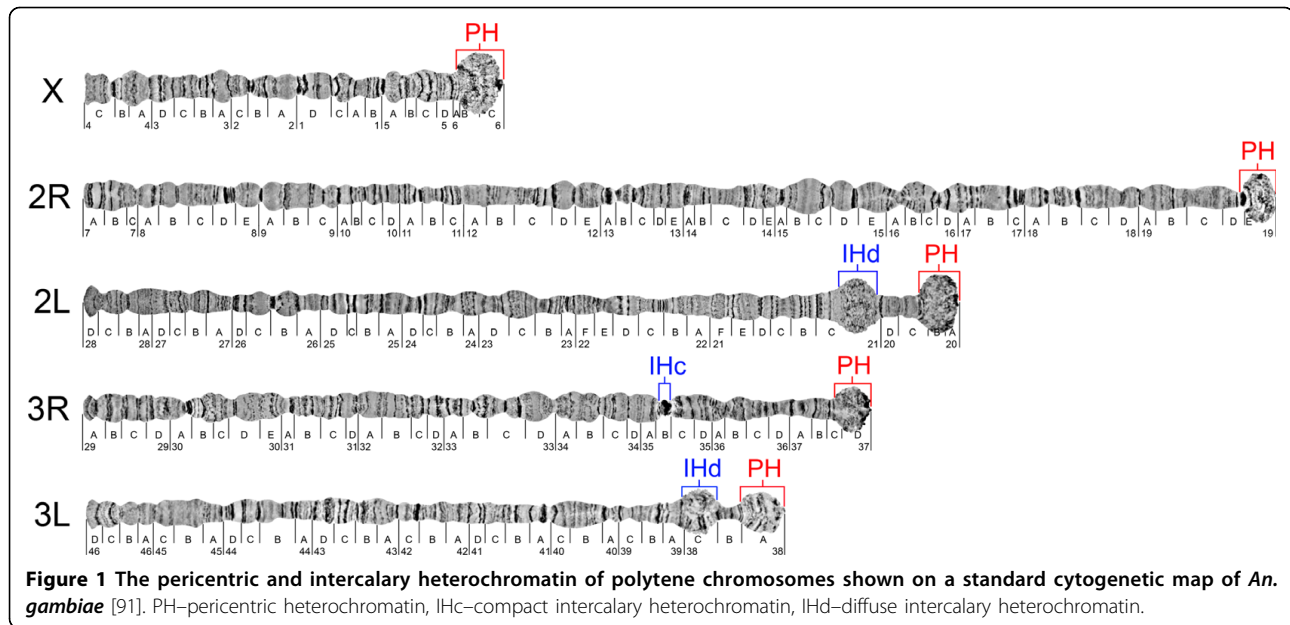 PH
X
C B A D C B A C B A D C A B A B C D A B C
4 4 3 3 2 2 1 1 5 5 6 6
PH
2R
A B C A B C D E A B C A B C D A B C A B C D E A B C D E A B C D E A B C D E A B C D A B C A B C D A B C D E
7 7 8 8 9 9 10 10 11 11 12 12 13 13 14 14 15 15 16 16 17 17 18 18 19 19
IHd PH
2L
D C B A D C B A D C B A D C B A D C B A D C B A F E D C B A F E D C B C D C B A
28 28 27 27 26 26 25 25 24 24 23 23 22 22 21 21 20 20
IHc PH
3R
A B C D A B C D E A B C D A B C D A B C D A B C D A B C D A B C D A B C D
29 29 30 30 31 31 32 32 33 33 34 34 35 35 36 36 37 37
IHd PH
3L
D C B A C B A D C B A D C B A C B A D C B A C B A C B A C B A
46 46 45 45 44 44 43 43 42 42 41 41 40 40 39 39 38 38
Figure 1 The pericentric and intercalary heterochromatin of polytene chromosomes shown on a standard cytogenetic map of An.
gambiae [91]. PH–pericentric heterochromatin, IHc–compact intercalary heterochromatin, IHd–diffuse intercalary heterochromatin.